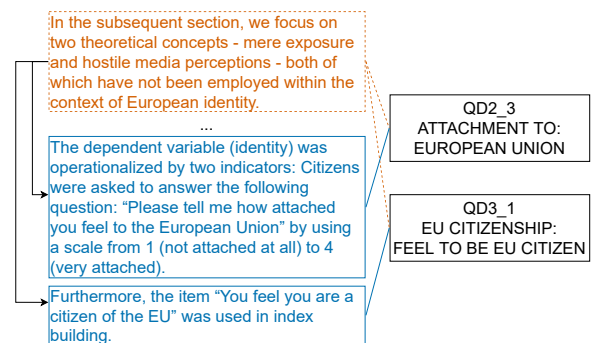 In the subsequent section, we focus on
two theoretical concepts - mere exposure
and hostile media perceptions - both of
which have not been employed within the
context of European identity.
...
The dependent variable (identity) was
operationalized by two indicators: Citizens
were asked to answer the following
question: “Please tell me how attached
you feel to the European Union” by using
a scale from 1 (not attached at all) to 4
(very attached).
Furthermore, the item “You feel you are a
citizen of the EU” was used in index
building.
QD2_3
ATTACHMENT TO:
EUROPEAN UNION
QD3_1
EU CITIZENSHIP:
FEEL TO BE EU CITIZEN